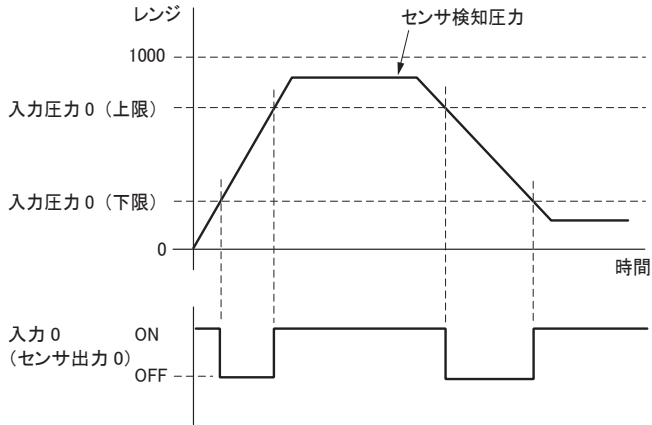 レンジ
センサ検知圧力
1000
入力圧力 0（上限）
入力圧力 0（下限）
0
時間
入力 0
（センサ出力 0）
ON
OFF